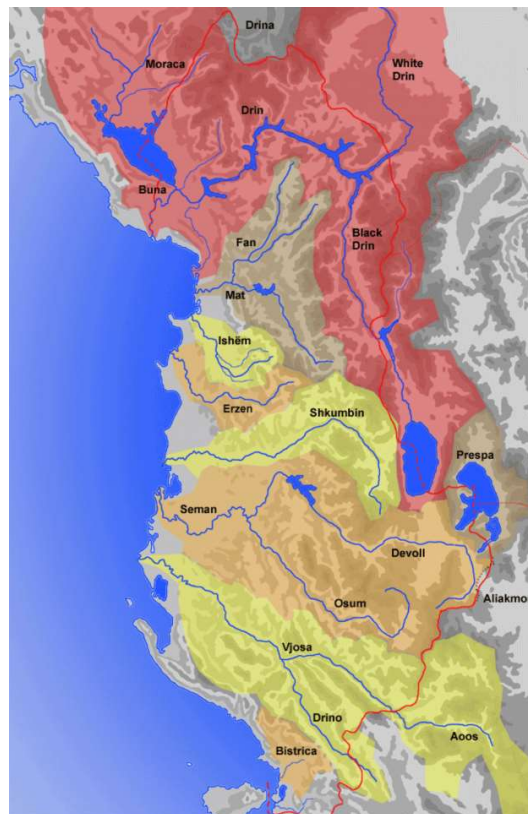 Drina
Moraca
White
Drin
Drin
Buna
Fan
Black
Drin
Mat
Ishëm
Erzen
Shkumbin
Prespa
Seman
Devoll
Osum
Aliakmo
Vjosa
Drino
Aoos
Bistrica